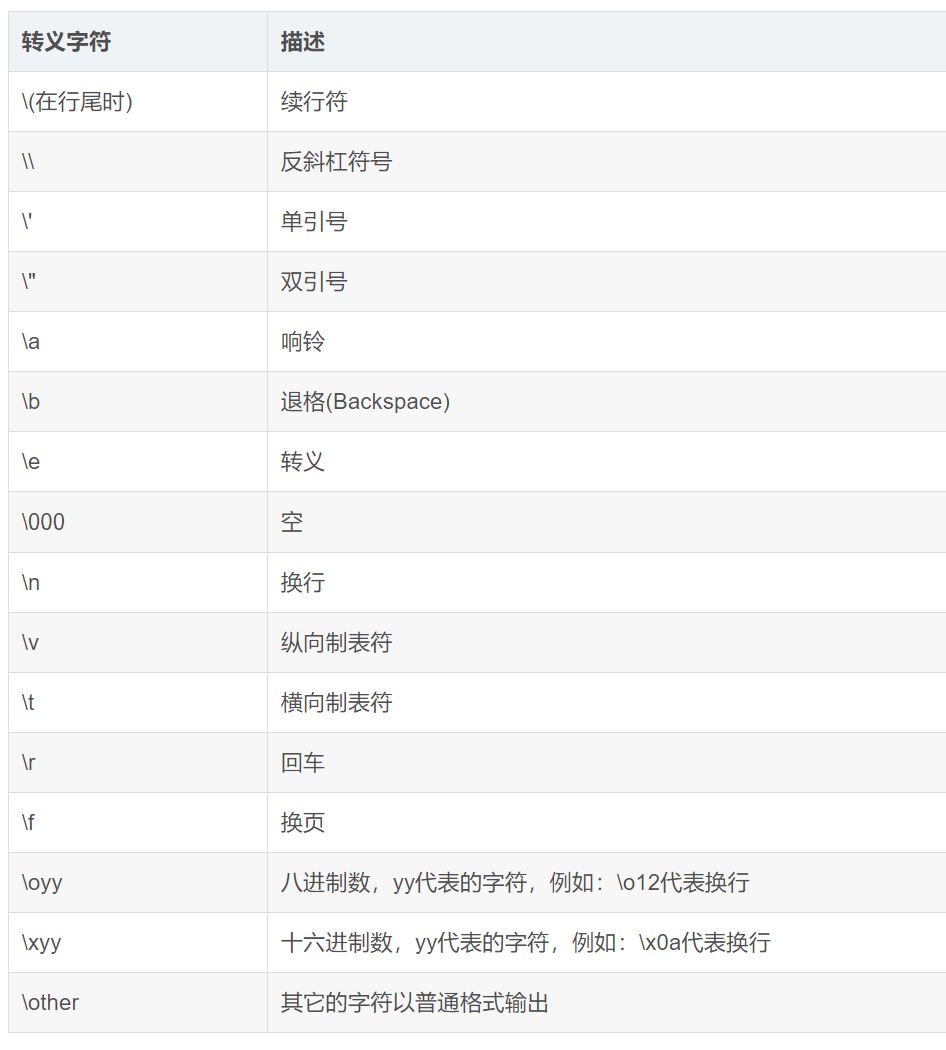 转义字符 描述
\(在行尾时) 续行符
\\ 反斜杠符号
\' 单引号
\" 双引号
\a 响铃
\b 退格(Backspace)
\e 转义
\000 空
\n 换行
\v 纵向制表符
\t 横向制表符
\r 回车
\f 换页
\oyy 八进制数，yy代表的字符，例如：\o12代表换行
\xyy 十六进制数，yy代表的字符，例如：\x0a代表换行
\other 其它的字符以普通格式输出